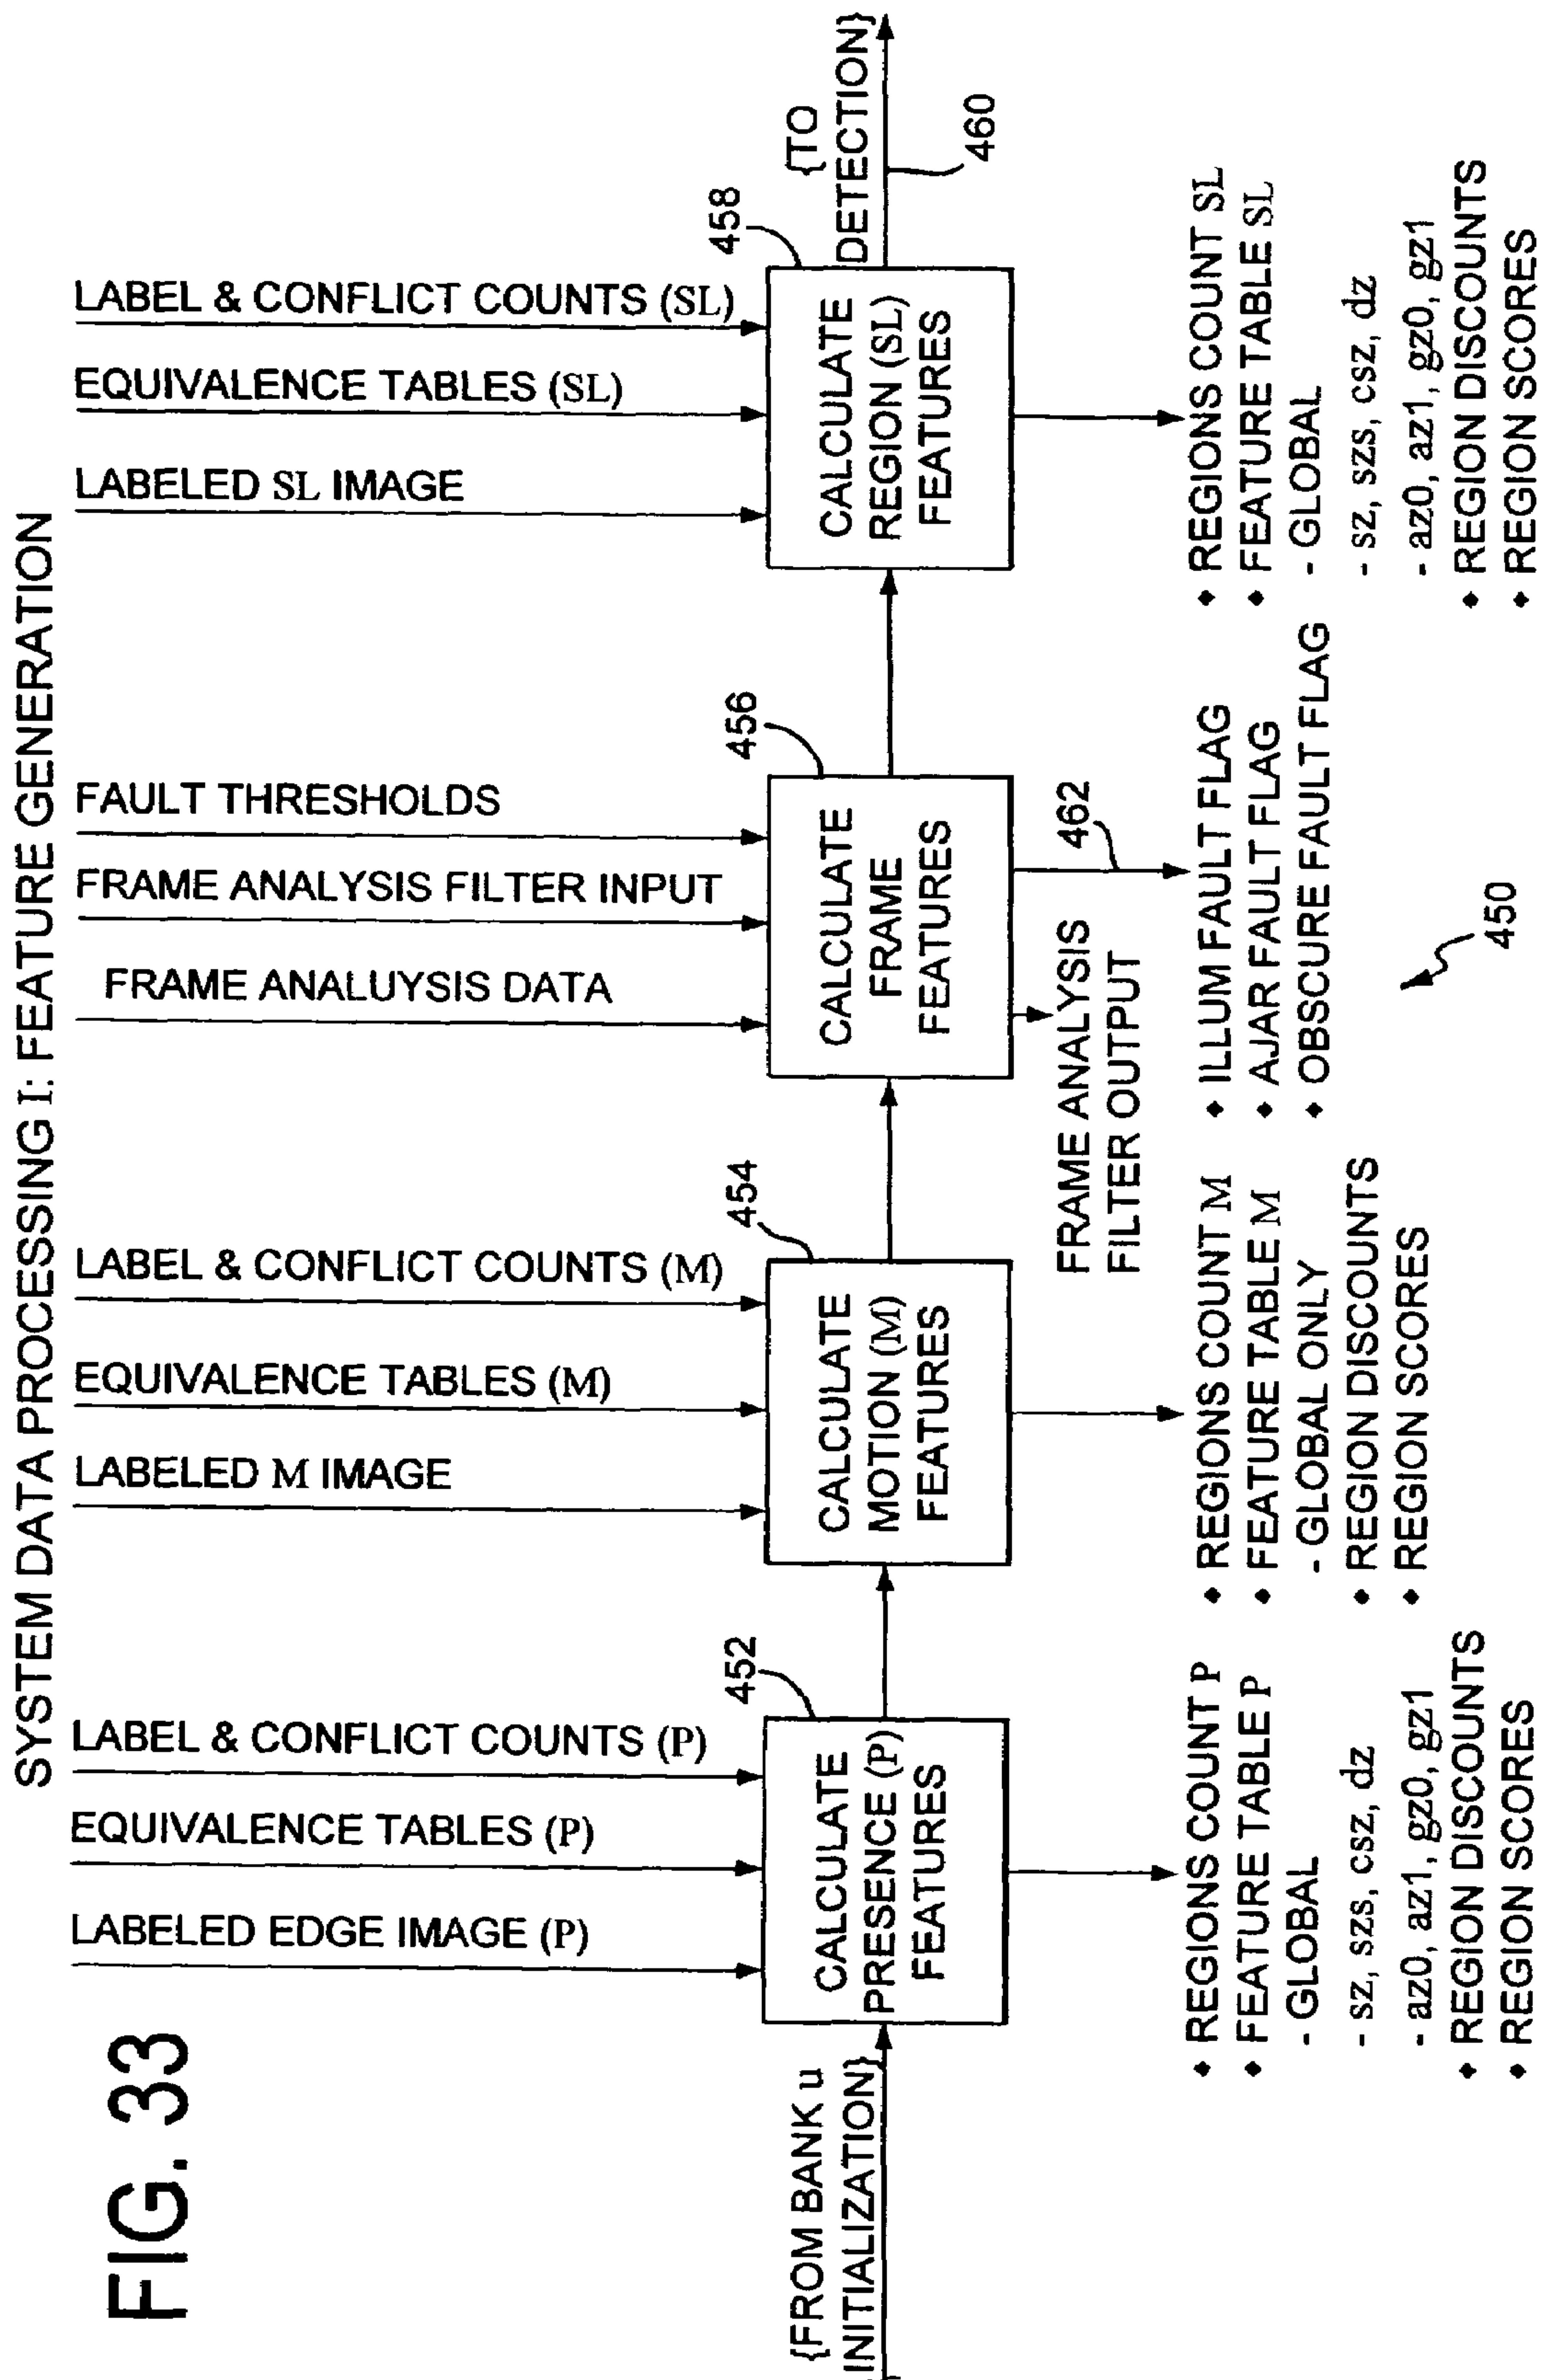 FIG. 33
SYSTEM DATA PROCESSING I: FEATURE GENERATION
{FROM BANK u
INITIALIZATION}
LABELED EDGE IMAGE (P)
EQUIVALENCE TABLES (P)
LABEL & CONFLICT COUNTS (P)
452
CALCULATE
PRESENCE (P)
FEATURES
♦ REGIONS COUNT P
♦ FEATURE TABLE P
- GLOBAL
- sz, szs, csz, dz
- az0, az1, gz0, gz1
♦ REGION DISCOUNTS
♦ REGION SCORES
LABELED M IMAGE
EQUIVALENCE TABLES (M)
LABEL & CONFLICT COUNTS (M)
454
CALCULATE
MOTION (M)
FEATURES
♦ REGIONS COUNT M
♦ FEATURE TABLE M
- GLOBAL ONLY
♦ REGION DISCOUNTS
♦ REGION SCORES
FRAME ANALUYSIS DATA
FRAME ANALYSIS FILTER INPUT
FAULT THRESHOLDS
456
CALCULATE
FRAME
FEATURES
FRAME ANALYSIS
FILTER OUTPUT
462
♦ ILLUM FAULT FLAG
♦ AJAR FAULT FLAG
♦ OBSCURE FAULT FLAG
450
LABELED SL IMAGE
EQUIVALENCE TABLES (SL)
LABEL & CONFLICT COUNTS (SL)
458
CALCULATE
REGION (SL)
FEATURES
♦ REGIONS COUNT SL
♦ FEATURE TABLE SL
- GLOBAL
- sz, szs, csz, dz
- az0, az1, gz0, gz1
♦ REGION DISCOUNTS
♦ REGION SCORES
{TO
DETECTION}
460